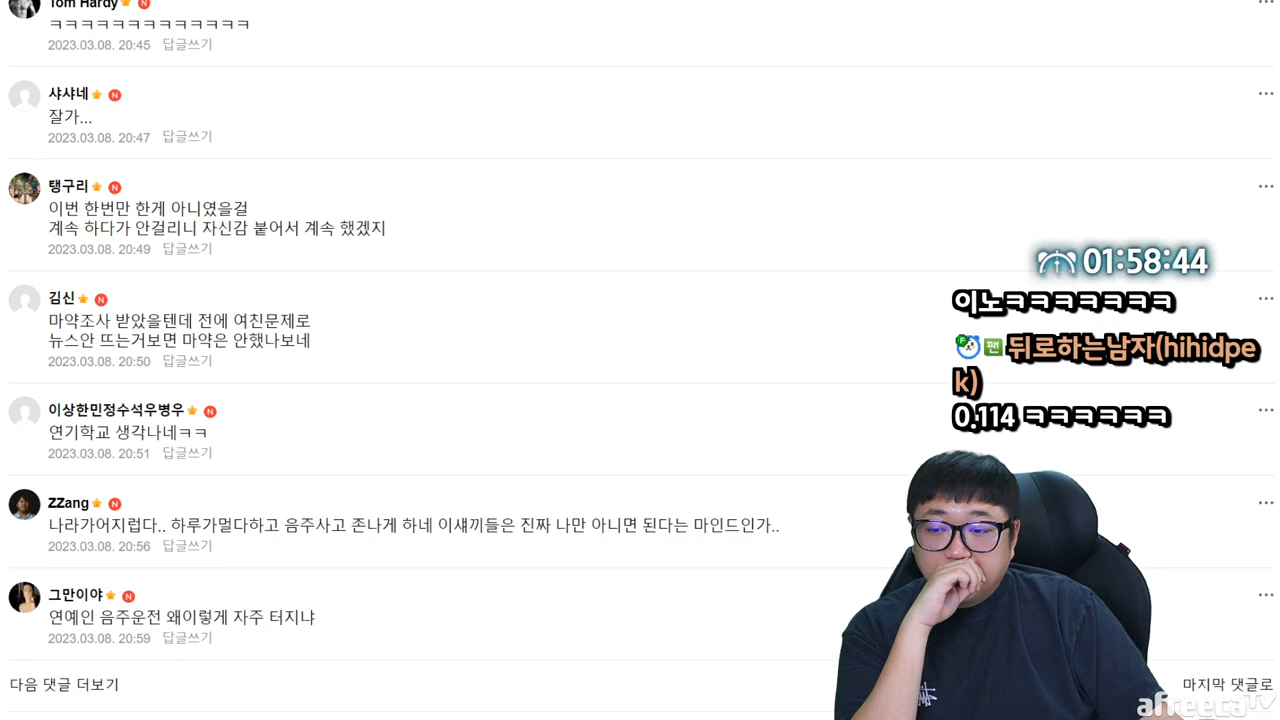 Tom Hardy N
ㅋㅋㅋㅋㅋㅋㅋㅋㅋㅋㅋㅋㅋ
2023.03.08. 20:45 답글쓰기
샤샤네 N
잘가...
2023.03.08. 20:47 답글쓰기
탱구리 N
이번 한번만 한게 아니였을걸
계속 하다가 안걸리니 자신감 붙어서 계속 했겠지
2023.03.08. 20:49 답글쓰기
김신 N
마약조사 받았을텐데 전에 여친문제로
뉴스안 뜨는거보면 마약은 안했나보네
2023.03.08. 20:50 답글쓰기
이상한민정수석우병우 N
연기학교 생각나네ㅋㅋ
2023.03.08. 20:51 답글쓰기
ZZang N
나라가어지럽다.. 하루가멀다하고 음주사고 존나게 하네 이섀끼들은 진짜 나만 아니면 된다는 마인드인가..
2023.03.08. 20:56 답글쓰기
그만이야 N
연예인 음주운전 왜이렇게 자주 터지냐
2023.03.08. 20:59 답글쓰기
다음 댓글 더보기
마지막 댓글로
01:58:44
이노ㅋㅋㅋㅋㅋㅋㅋ
F 팬 뒤로하는남자(hihidpe
k)
0.114 ㅋㅋㅋㅋㅋㅋ
afreecaTV